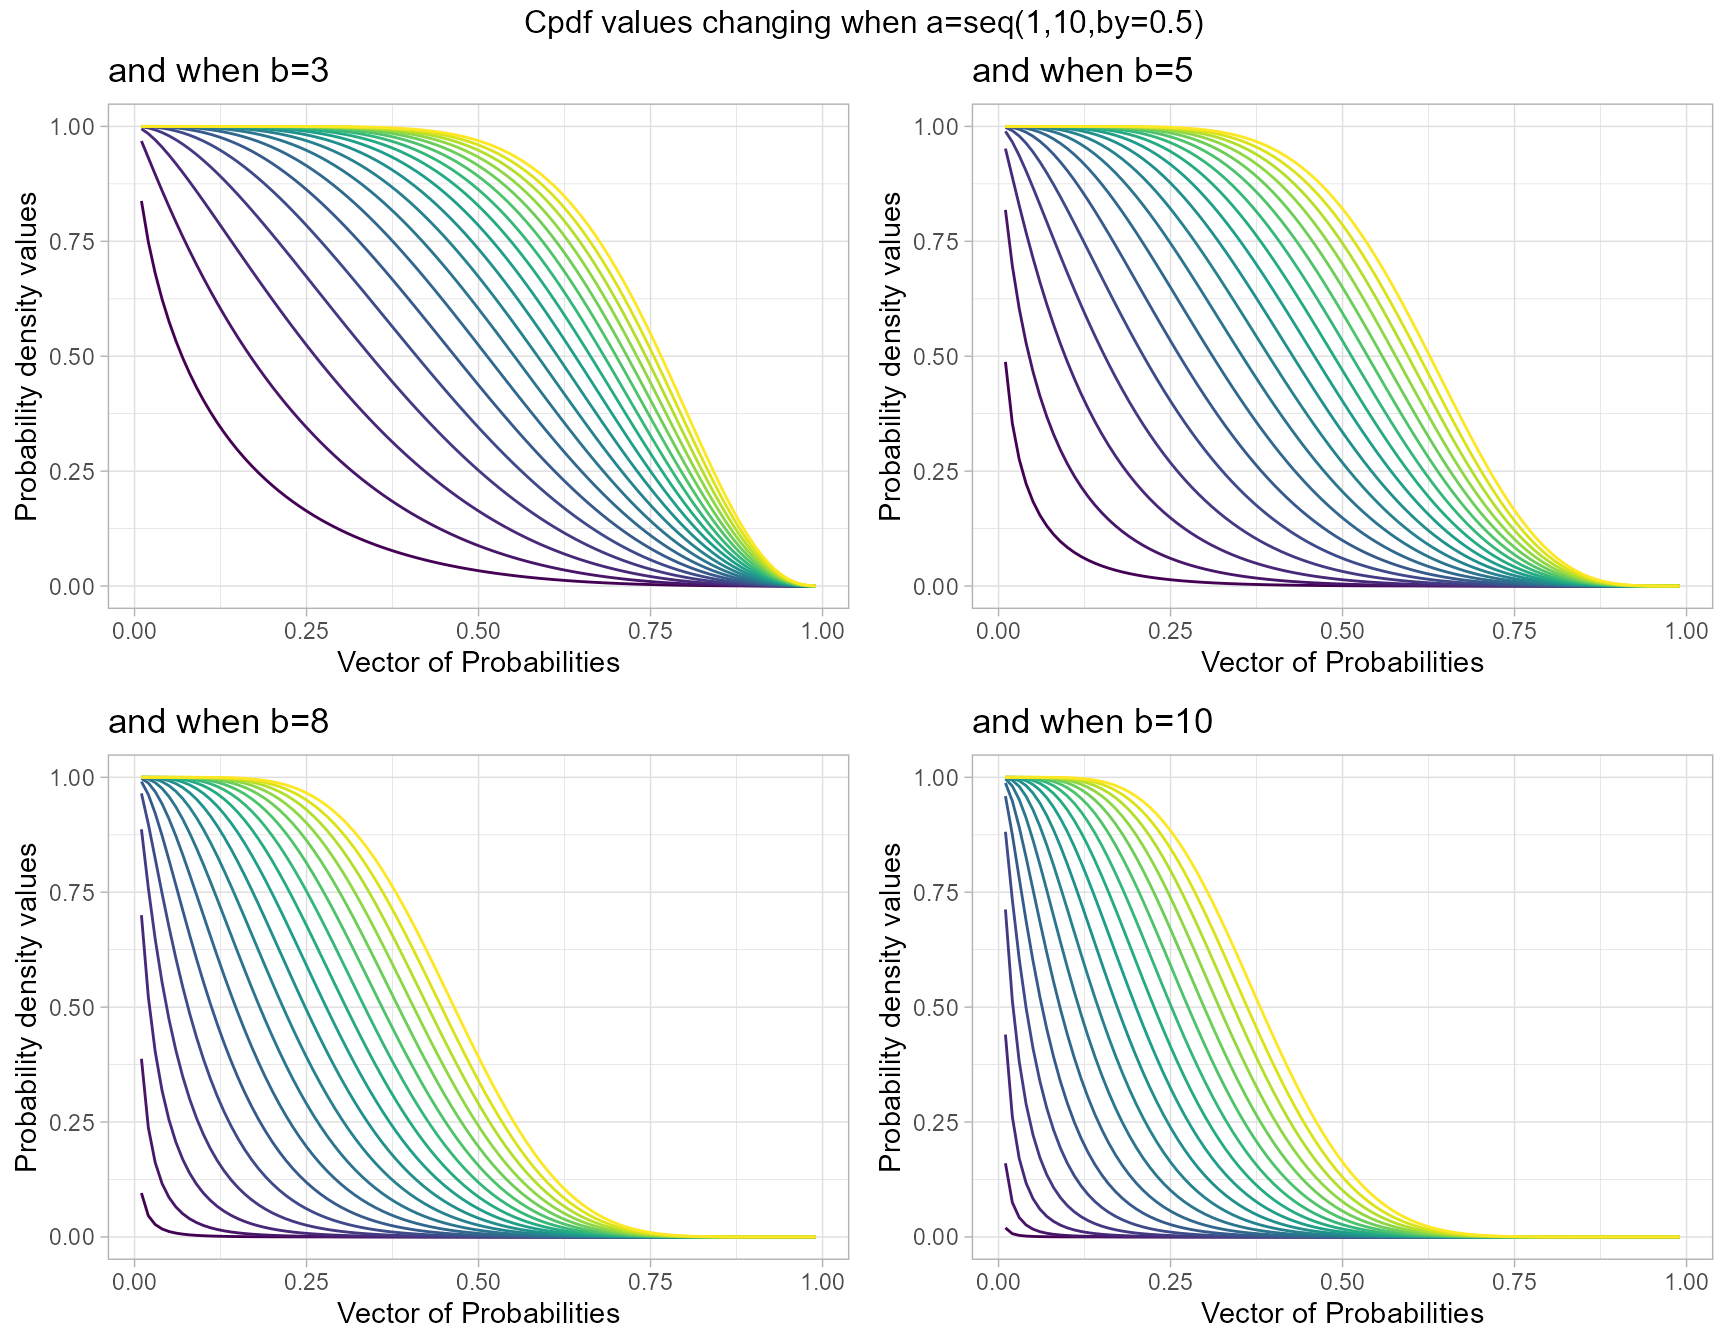 Cpdf values changing when a=seq(1,10,by=0.5)
and when b=3
Probability density values
1.00
0.75
0.50
0.25
0.00
0.00 0.25 0.50 0.75 1.00
Vector of Probabilities
and when b=5
Probability density values
1.00
0.75
0.50
0.25
0.00
0.00 0.25 0.50 0.75 1.00
Vector of Probabilities
and when b=8
Probability density values
1.00
0.75
0.50
0.25
0.00
0.00 0.25 0.50 0.75 1.00
Vector of Probabilities
and when b=10
Probability density values
1.00
0.75
0.50
0.25
0.00
0.00 0.25 0.50 0.75 1.00
Vector of Probabilities